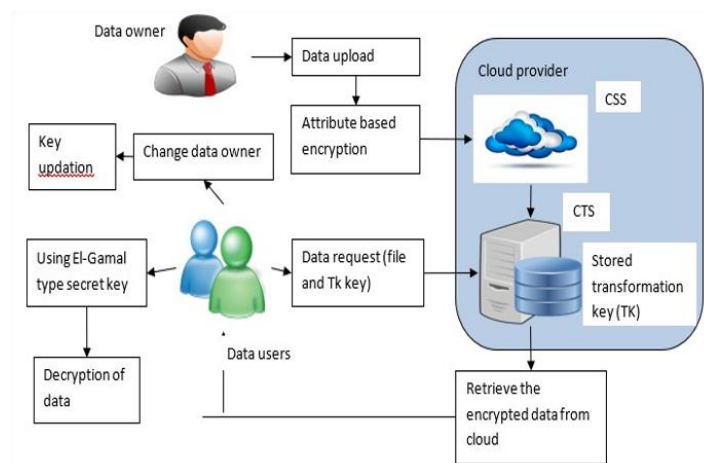 Data owner
Data upload
Cloud provider
CSS
Attribute based
encryption
Key
updation
Change data owner
CTS
Using El-Gamal
type secret key
Data request (file
and Tk key)
Stored
transformation
key (TK)
Data users
Decryption of
data
Retrieve the
encrypted data from
cloud